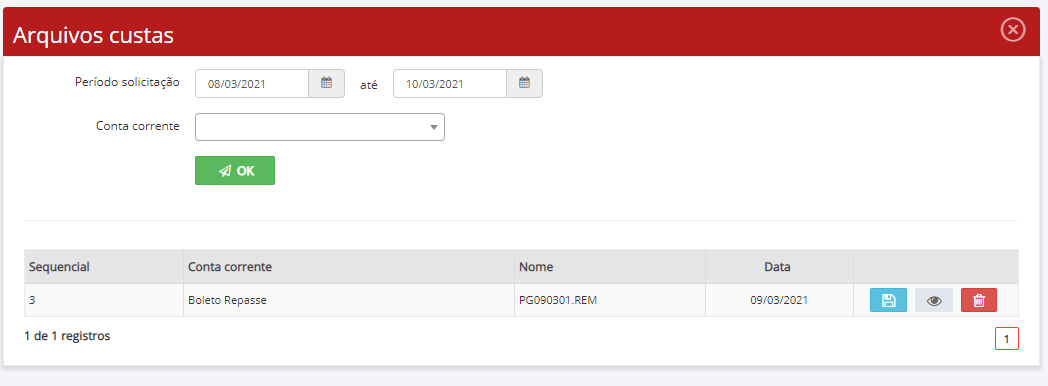 Arquivos custas
Período solicitação 08/03/2021 até 10/03/2021
Conta corrente
OK
Sequencial Conta corrente Nome Data
3 Boleto Repasse PG090301.REM 09/03/2021
1 de 1 registros 1